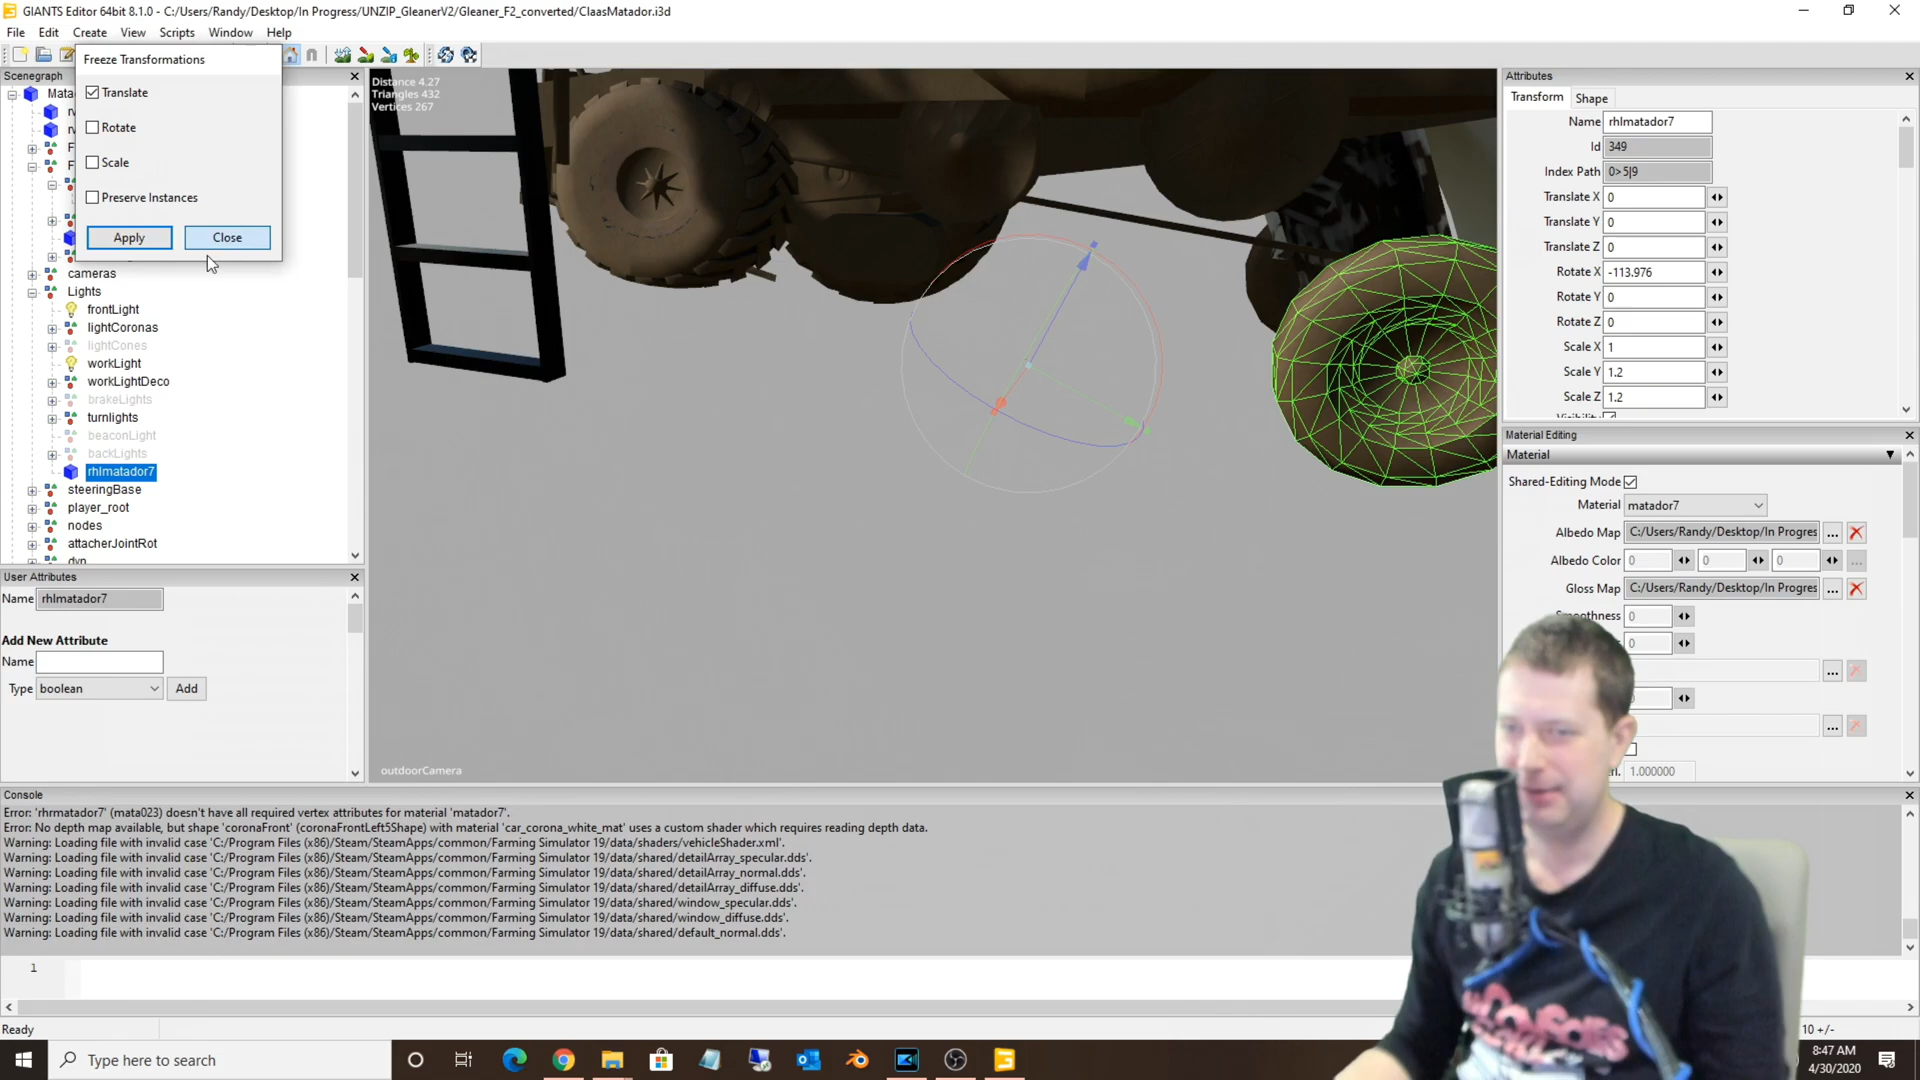 GIANTS Editor 64bit 8.1.0 - C:/Users/Randy/Desktop/In Progress/UNZIP_GleanerV2/Gleaner_F2_converted/ClaasMatador.i3d
File Edit Create View Scripts Window Help
Scenegraph
Freeze Transformations
Translate
Rotate
Scale
Preserve Instances
Apply Close
cameras
Lights
frontLight
lightCoronas
lightCones
workLight
workLightDeco
brakeLights
turnlights
beaconLight
backLights
rhlmatador7
steeringBase
player_root
nodes
attacherJointRot
User Attributes
Name rhlmatador7
Add New Attribute
Name
Type boolean Add
Distance 4.27
Triangles 432
Vertices 267
outdoorCamera
Attributes
Transform Shape
Name rhlmatador7
Id 349
Index Path 0>5|9
Translate X 0
Translate Y 0
Translate Z 0
Rotate X -113.976
Rotate Y 0
Rotate Z 0
Scale X 1
Scale Y 1.2
Scale Z 1.2
Material Editing
Material
Shared-Editing Mode
Material matador7
Albedo Map C:/Users/Randy/Desktop/In Progres ...
Albedo Color 0 0 0 ...
Gloss Map C:/Users/Randy/Desktop/In Progres ...
0
0
...
...
1.000000
Console
Error: 'rhrmatador7' (mata023) doesn't have all required vertex attributes for material 'matador7'.
Error: No depth map available, but shape 'coronaFront' (coronaFrontLeft5Shape) with material 'car_corona_white_mat' uses a custom shader which requires reading depth data.
Warning: Loading file with invalid case 'C:/Program Files (x86)/Steam/SteamApps/common/Farming Simulator 19/data/shaders/vehicleShader.xml'.
Warning: Loading file with invalid case 'C:/Program Files (x86)/Steam/SteamApps/common/Farming Simulator 19/data/shared/detailArray_specular.dds'.
Warning: Loading file with invalid case 'C:/Program Files (x86)/Steam/SteamApps/common/Farming Simulator 19/data/shared/detailArray_normal.dds'.
Warning: Loading file with invalid case 'C:/Program Files (x86)/Steam/SteamApps/common/Farming Simulator 19/data/shared/detailArray_diffuse.dds'.
Warning: Loading file with invalid case 'C:/Program Files (x86)/Steam/SteamApps/common/Farming Simulator 19/data/shared/window_specular.dds'.
Warning: Loading file with invalid case 'C:/Program Files (x86)/Steam/SteamApps/common/Farming Simulator 19/data/shared/window_diffuse.dds'.
Warning: Loading file with invalid case 'C:/Program Files (x86)/Steam/SteamApps/common/Farming Simulator 19/data/shared/default_normal.dds'.
1
Ready
10 +/-
Type here to search
8:47 AM
4/30/2020